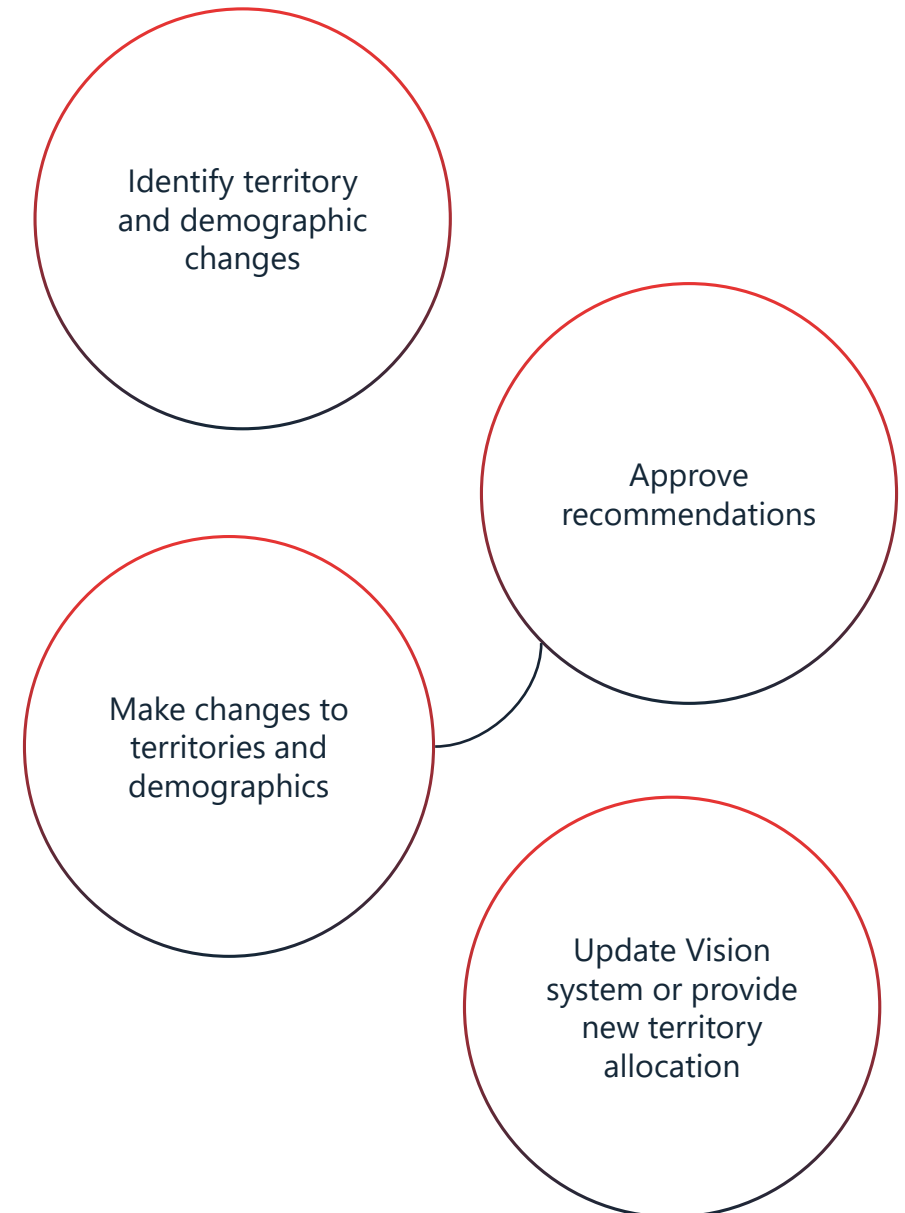 Identify territory
and demographic
changes
Approve
recommendations
Make changes to
territories and
demographics
Update Vision
system or provide
new territory
allocation